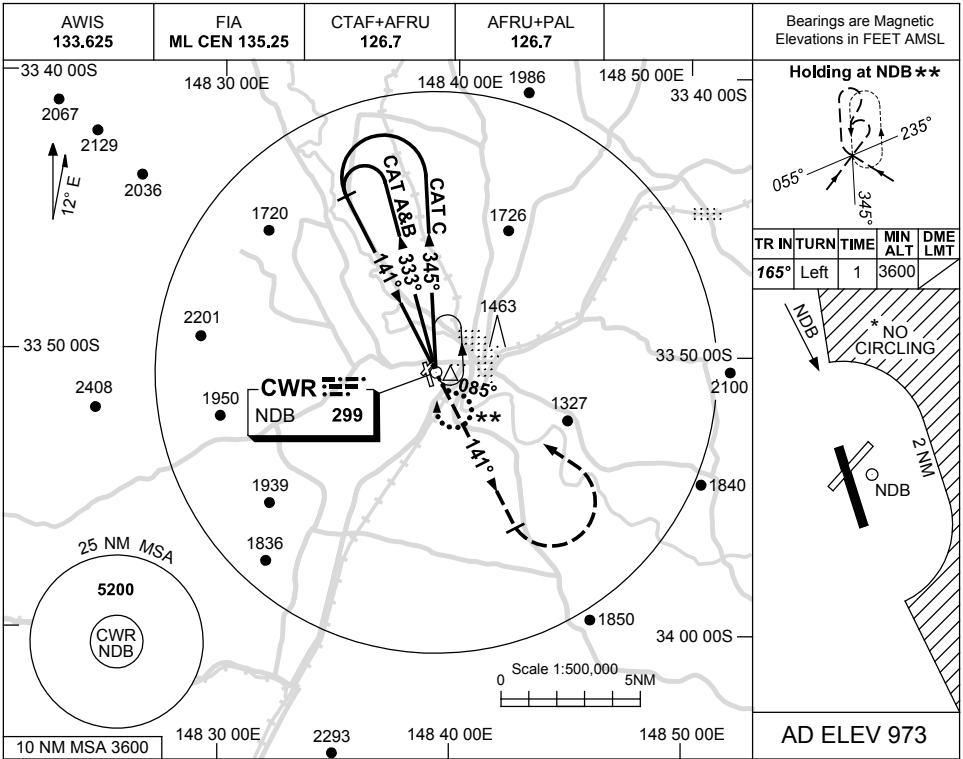 AWIS
133.625
FIA
ML CEN 135.25
CTAF+AFRU
126.7
AFRU+PAL
126.7
Bearings are Magnetic
Elevations in FEET AMSL
33 40 00S
148 30 00E
148 40 00E
1986
148 50 00E
33 40 00S
2067
2129
2036
12° E
1720
CAT A&B
CAT C
1726
141°
333°
345°
1463
2201
33 50 00S
33 50 00S
2408
1950
CWR
NDB 299
085°
**
2100
1327
141°
1939
1840
1836
25 NM MSA
5200
CWR
NDB
1850
34 00 00S
Scale 1:500,000
0 5NM
10 NM MSA 3600
148 30 00E
2293
148 40 00E
148 50 00E
Holding at NDB **
235°
055°
345°
TR IN TURN TIME MIN ALT DME LMT
165° Left 1 3600
NDB
* NO
CIRCLING
2 NM
NDB
AD ELEV 973